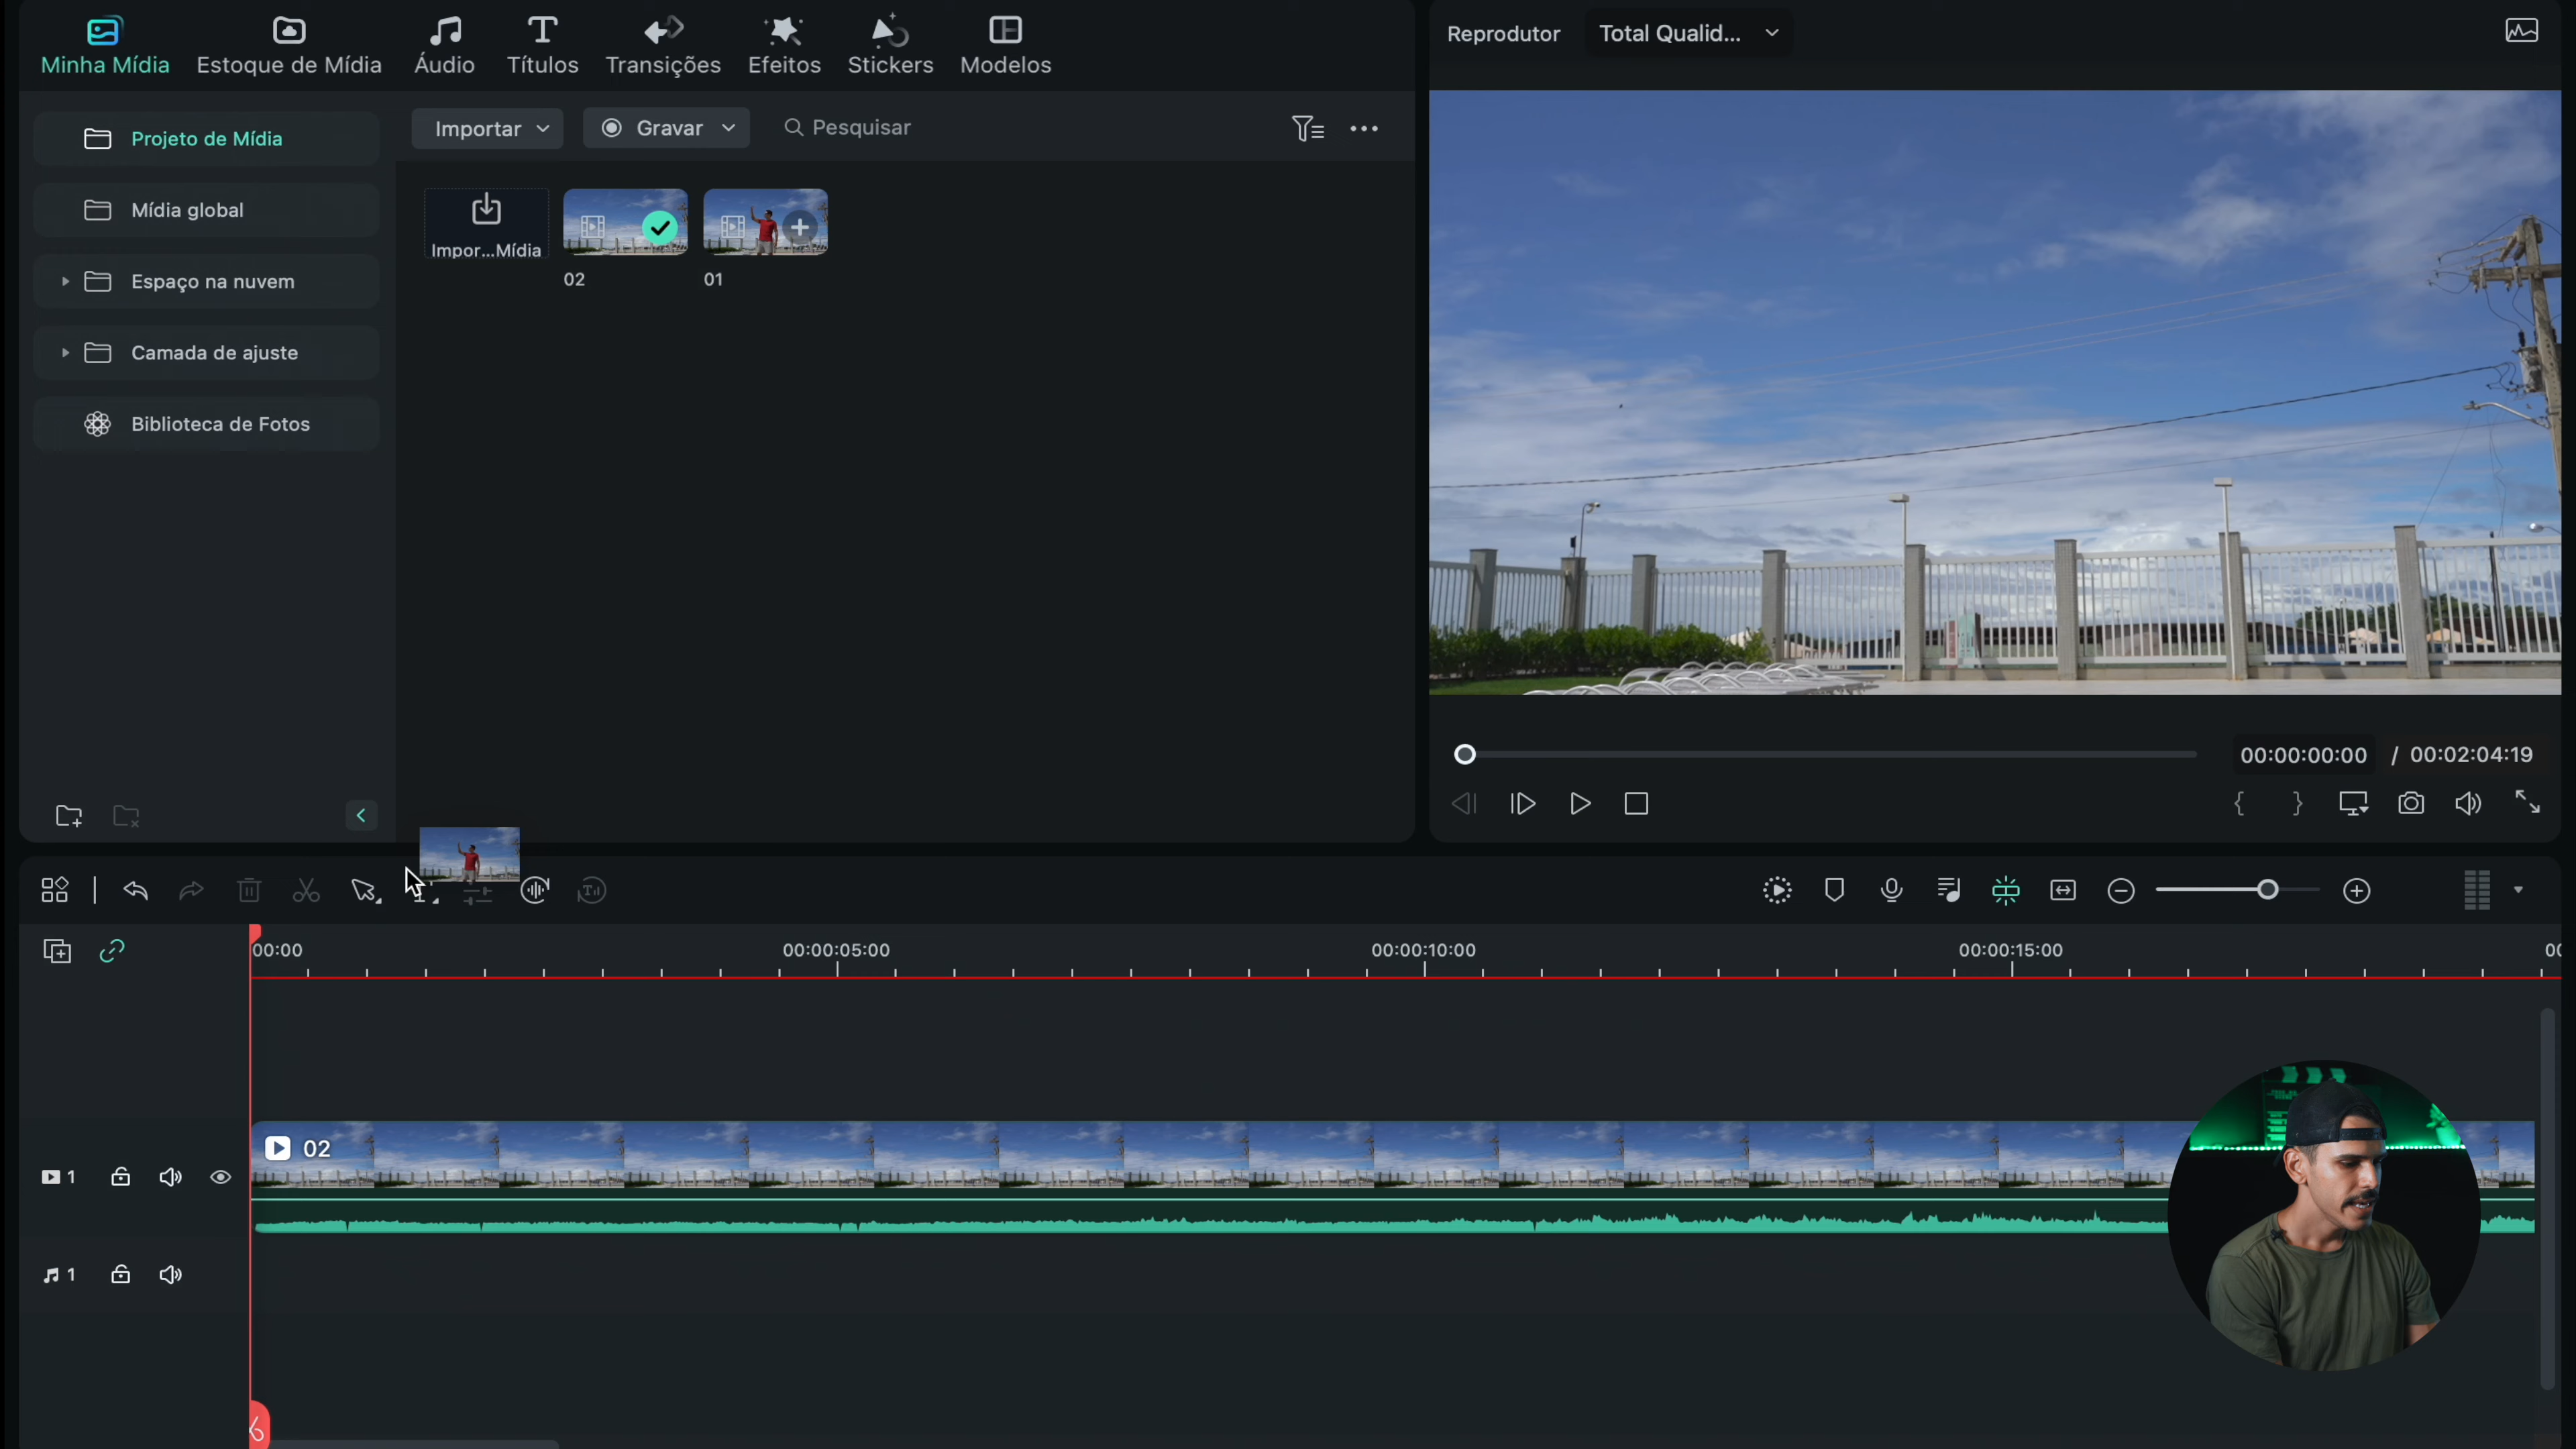 Minha Mídia
Estoque de Mídia
Áudio
Títulos
Transições
Efeitos
Stickers
Modelos
Reprodutor
Total Qualid...
Projeto de Mídia
Mídia global
Espaço na nuvem
Camada de ajuste
Biblioteca de Fotos
Importar
Gravar
Pesquisar
Impor...Mídia
02
01
00:00:00:00 / 00:02:04:19
00:00
00:00:05:00
00:00:10:00
00:00:15:00
00
02
1
1